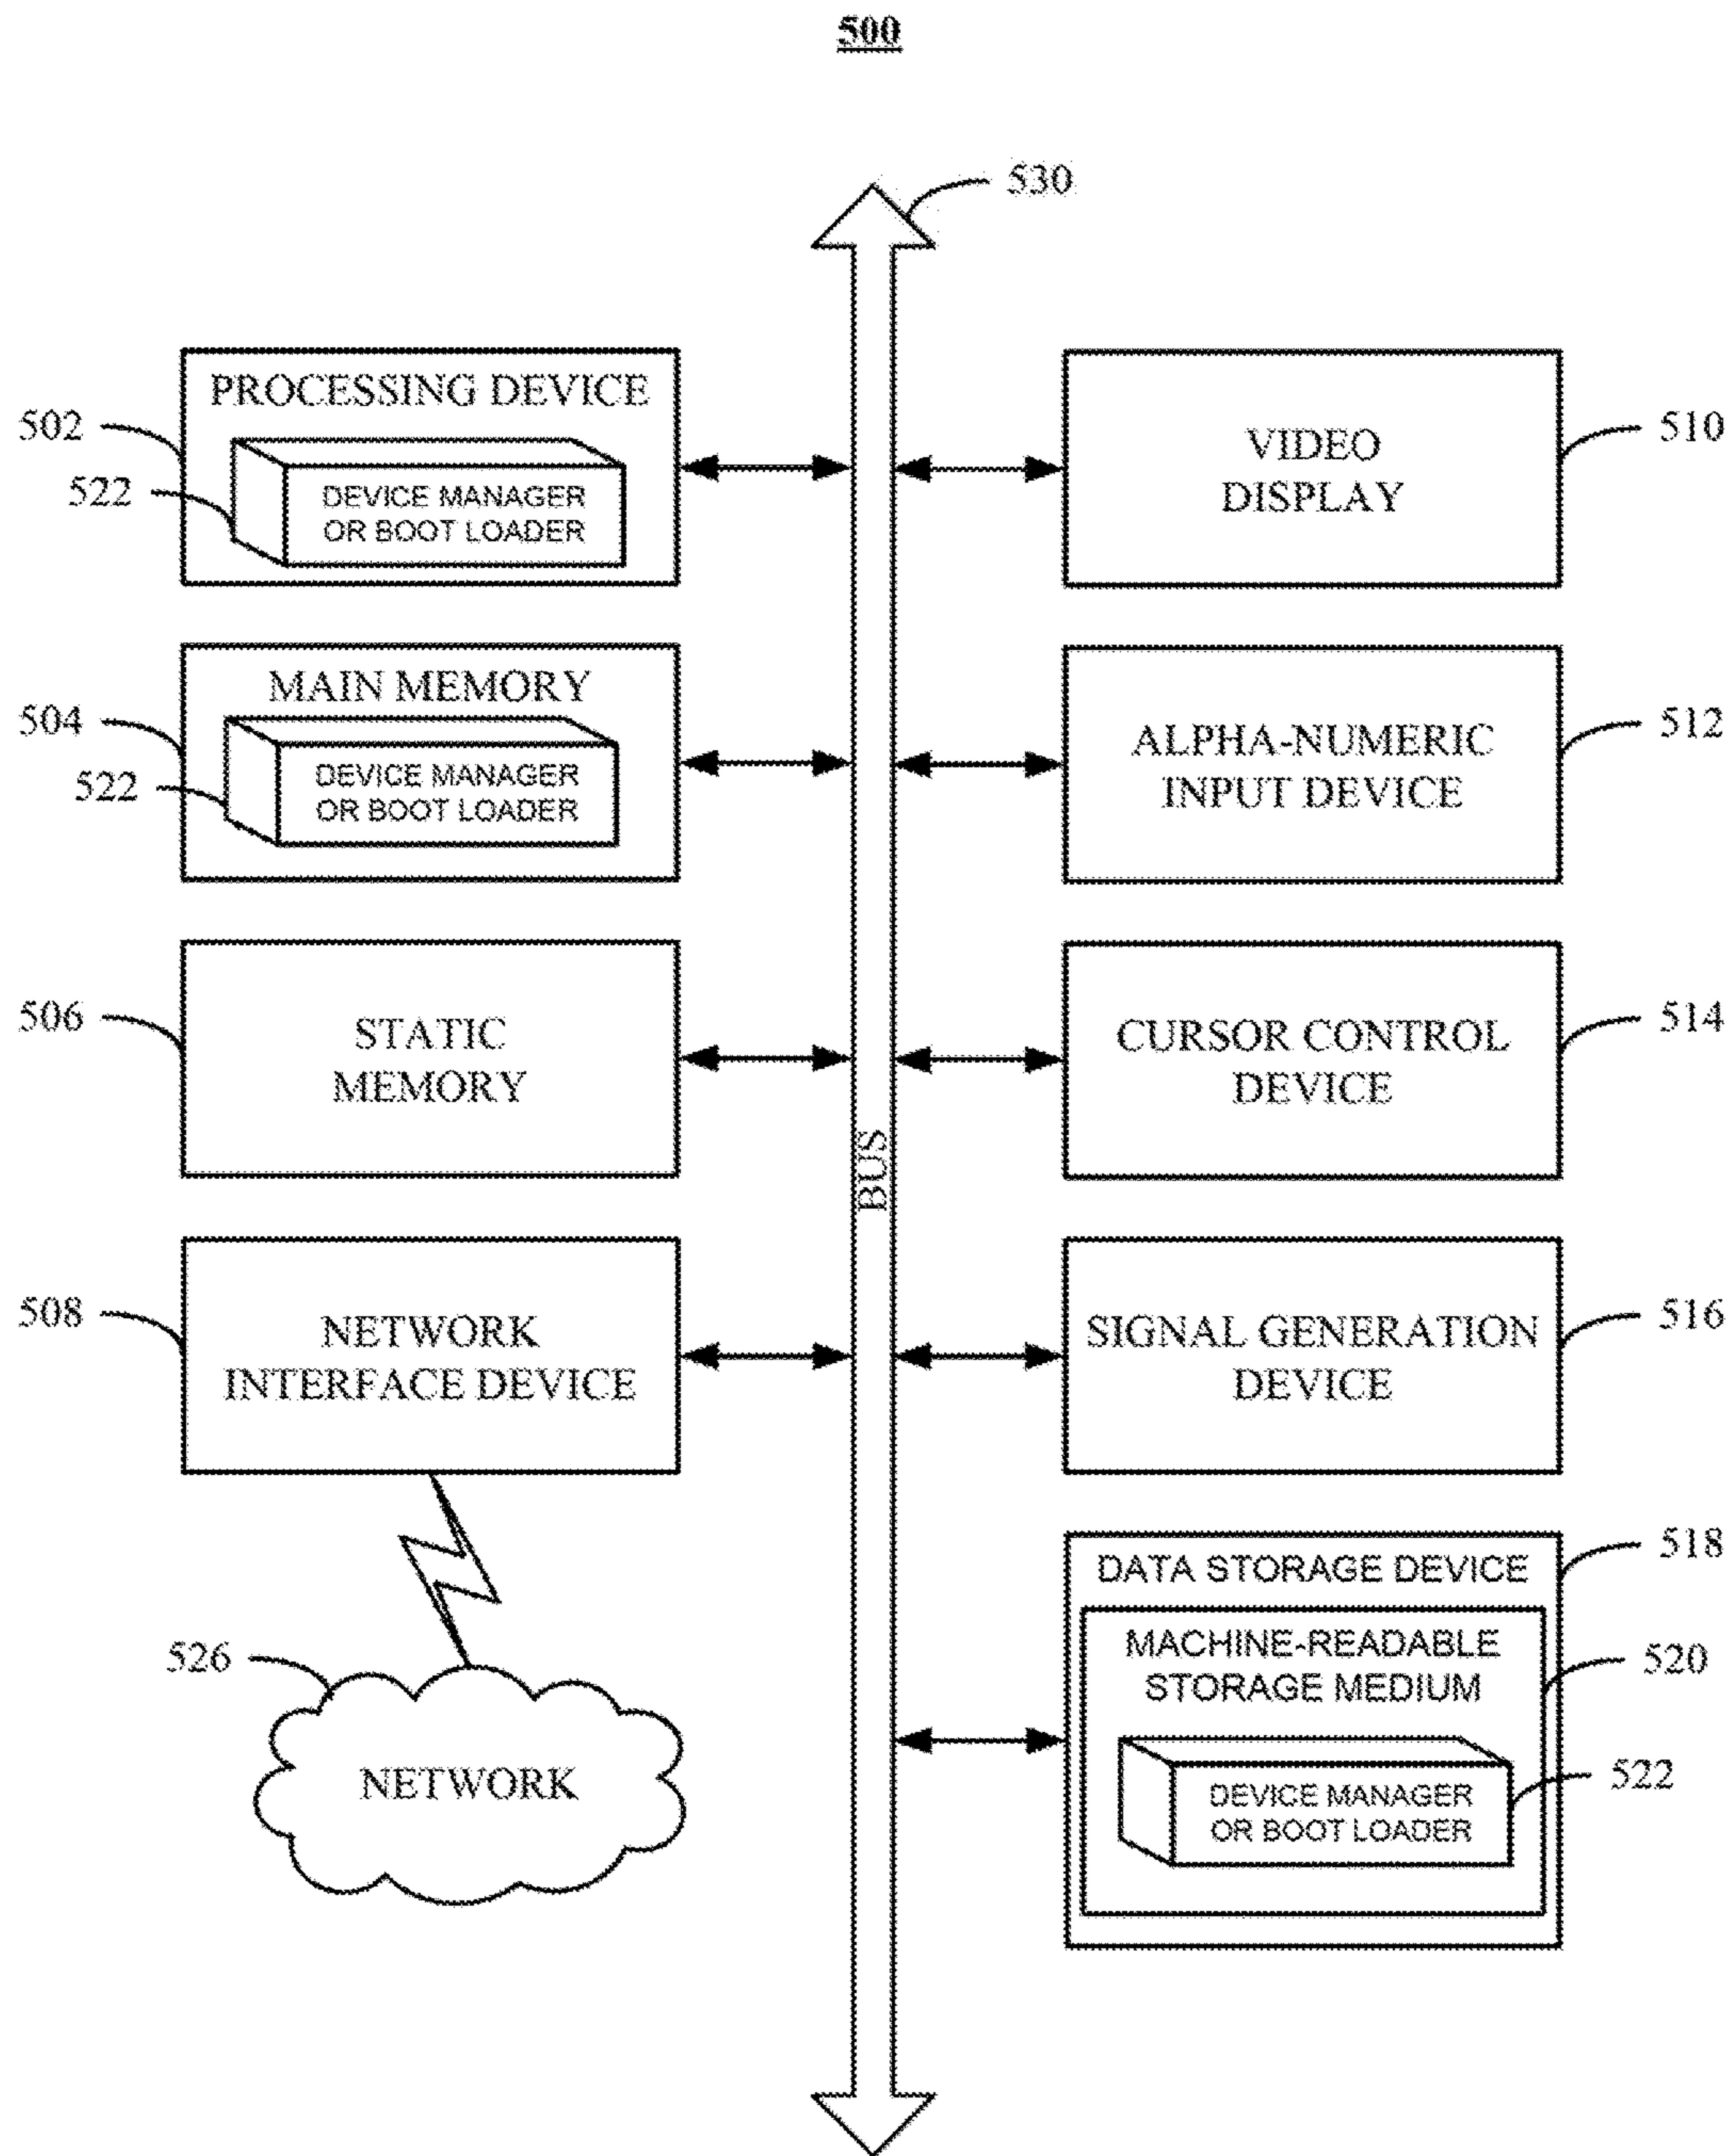 500
530
PROCESSING DEVICE
502
522
DEVICE MANAGER
OR BOOT LOADER
VIDEO
DISPLAY
510
MAIN MEMORY
504
522
DEVICE MANAGER
OR BOOT LOADER
ALPHA-NUMERIC
INPUT DEVICE
512
506
STATIC
MEMORY
CURSOR CONTROL
DEVICE
514
BUS
508
NETWORK
INTERFACE DEVICE
SIGNAL GENERATION
DEVICE
516
526
NETWORK
DATA STORAGE DEVICE
518
MACHINE-READABLE
STORAGE MEDIUM
520
DEVICE MANAGER
OR BOOT LOADER
522